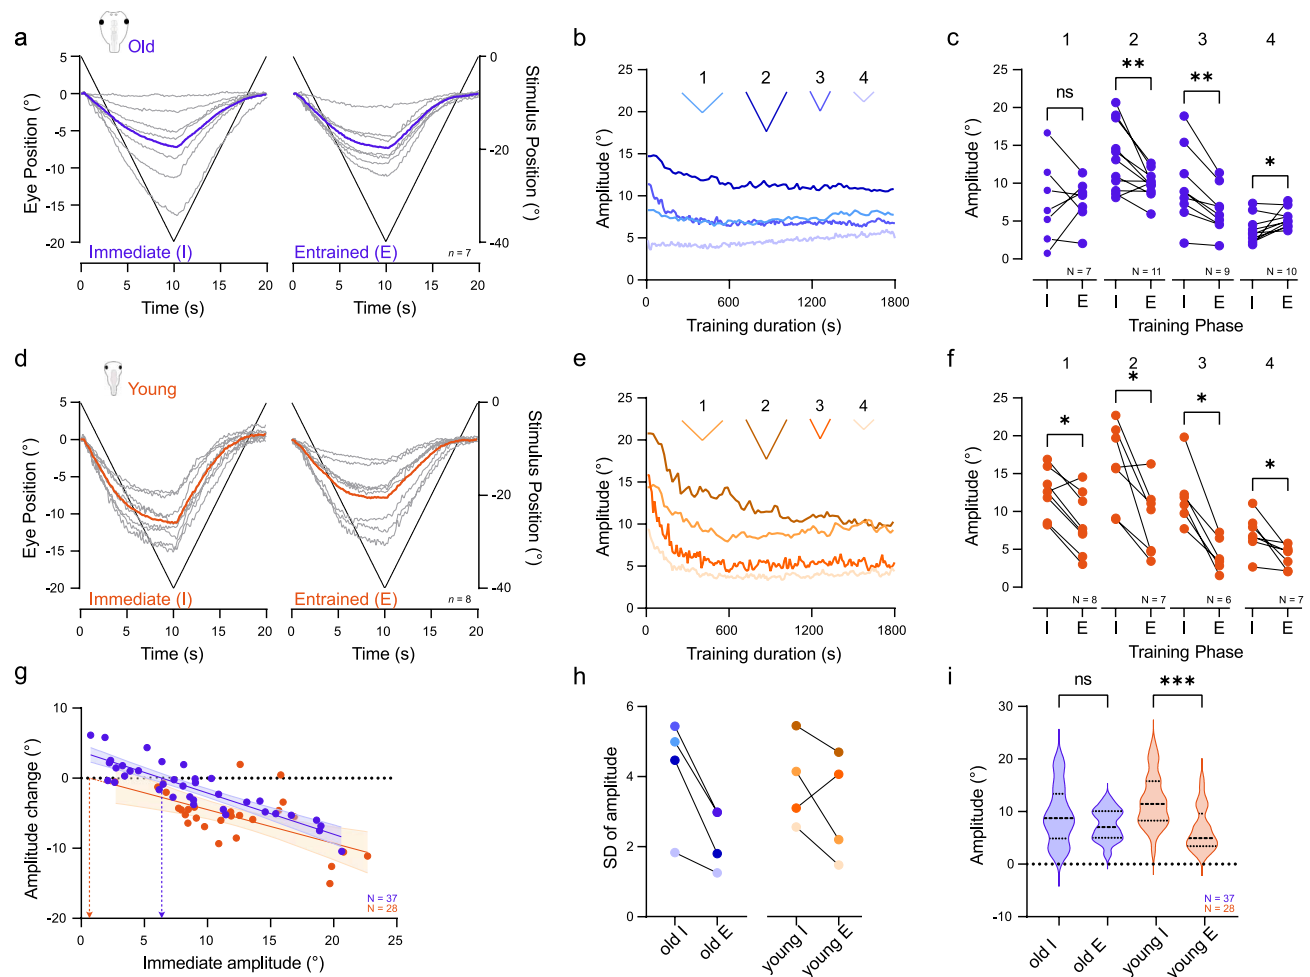 a
Old
5
0
-5
-10
-15
-20
Eye Position (°)
Immediate (I)
Entrained (E)
n = 7
0
-20
-40
Stimulus Position (°)
0 5 10 15 20
0 5 10 15 20
Time (s)
Time (s)
b
1 2 3 4
25
20
15
10
5
0
Amplitude (°)
0 600 1200 1800
Training duration (s)
c
1 2 3 4
ns ** ** *
25
20
15
10
5
0
Amplitude (°)
N = 7 N = 11 N = 9 N = 10
I E I E I E I E
Training Phase
d
Young
5
0
-5
-10
-15
-20
Eye Position (°)
Immediate (I)
Entrained (E)
n = 8
0
-20
-40
Stimulus Position (°)
0 5 10 15 20
0 5 10 15 20
Time (s)
Time (s)
e
1 2 3 4
25
20
15
10
5
0
Amplitude (°)
0 600 1200 1800
Training duration (s)
f
1 2 3 4
* * * *
25
20
15
10
5
0
Amplitude (°)
N = 8 N = 7 N = 6 N = 7
I E I E I E I E
Training Phase
g
10
0
-10
-20
Amplitude change (°)
N = 37
N = 28
0 5 10 15 20 25
Immediate amplitude (°)
h
6
4
2
0
SD of amplitude
old I old E young I young E
i
ns ***
30
20
10
0
-10
Amplitude (°)
N = 37
N = 28
old I old E young I young E